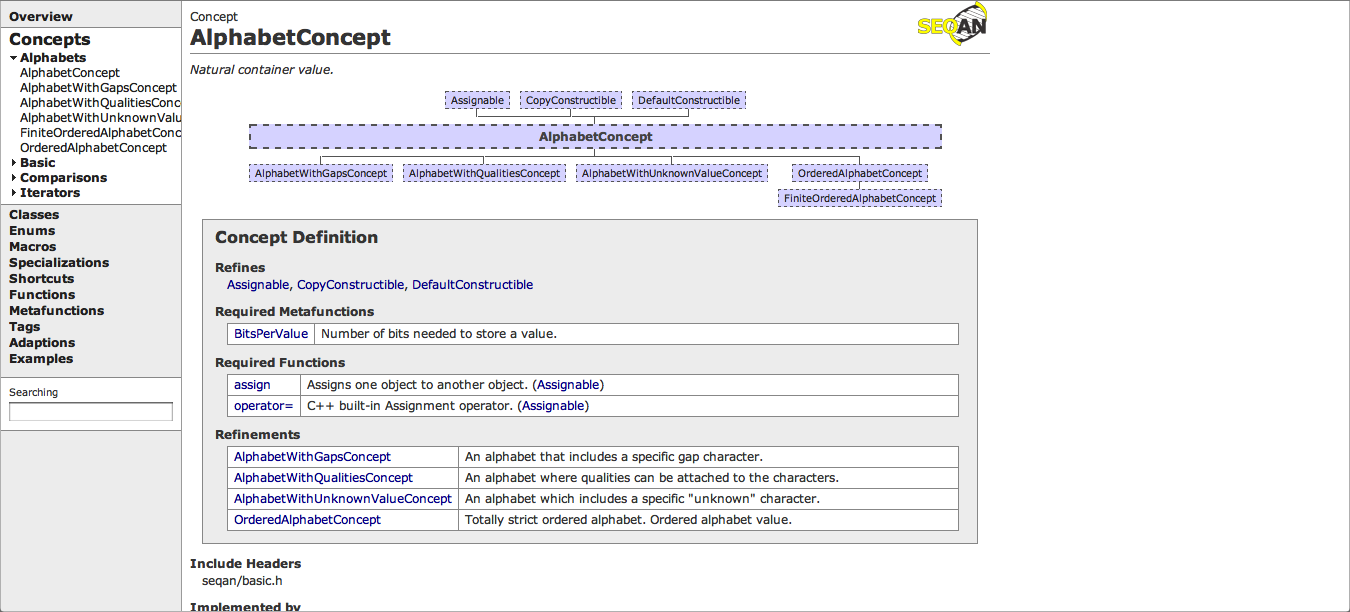 Overview
Concepts
Alphabets
AlphabetConcept
AlphabetWithGapsConcept
AlphabetWithQualitiesConc
AlphabetWithUnknownValu
FiniteOrderedAlphabetConc
OrderedAlphabetConcept
Basic
Comparisons
Iterators
Classes
Enums
Macros
Specializations
Shortcuts
Functions
Metafunctions
Tags
Adaptions
Examples
Searching
Concept
AlphabetConcept
SEQAN
Natural container value.
Assignable CopyConstructible DefaultConstructible
AlphabetConcept
AlphabetWithGapsConcept AlphabetWithQualitiesConcept AlphabetWithUnknownValueConcept OrderedAlphabetConcept
FiniteOrderedAlphabetConcept
Concept Definition
Refines
Assignable, CopyConstructible, DefaultConstructible
Required Metafunctions
BitsPerValue Number of bits needed to store a value.
Required Functions
assign Assigns one object to another object. (Assignable)
operator= C++ built-in Assignment operator. (Assignable)
Refinements
AlphabetWithGapsConcept An alphabet that includes a specific gap character.
AlphabetWithQualitiesConcept An alphabet where qualities can be attached to the characters.
AlphabetWithUnknownValueConcept An alphabet which includes a specific "unknown" character.
OrderedAlphabetConcept Totally strict ordered alphabet. Ordered alphabet value.
Include Headers
seqan/basic.h
Implemented by